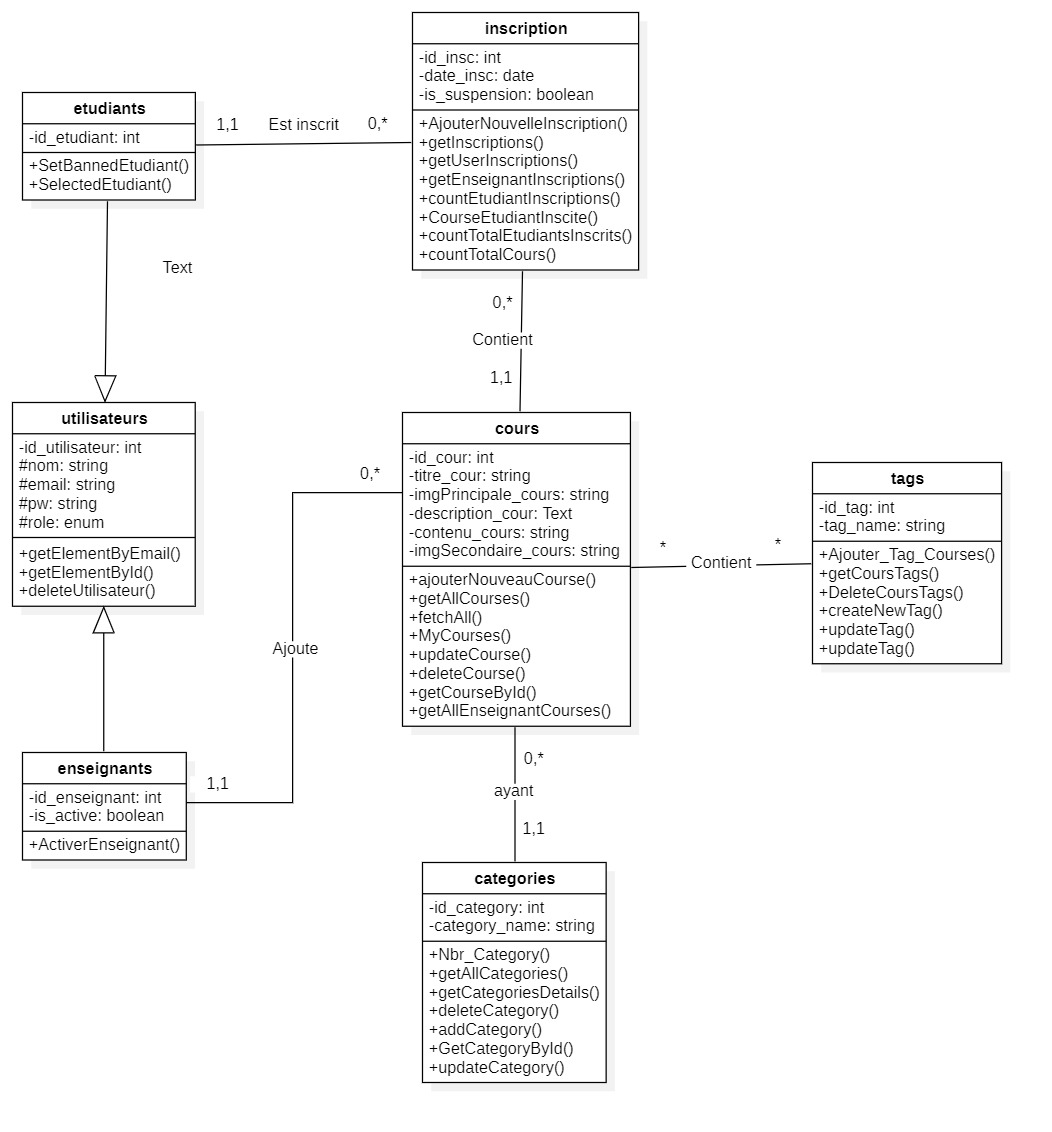 inscription
-id_insc: int
-date_insc: date
-is_suspension: boolean
+AjouterNouvelleInscription()
+getInscriptions()
+getUserInscriptions()
+getEnseignantInscriptions()
+countEtudiantInscriptions()
+CourseEtudiantInscite()
+countTotalEtudiantsInscrits()
+countTotalCours()
etudiants
-id_etudiant: int
+SetBannedEtudiant()
+SelectedEtudiant()
1,1 Est inscrit 0,*
Text
0,*
Contient
1,1
utilisateurs
-id_utilisateur: int
#nom: string
#email: string
#pw: string
#role: enum
+getElementByEmail()
+getElementById()
+deleteUtilisateur()
cours
-id_cour: int
-titre_cour: string
-imgPrincipale_cours: string
-description_cour: Text
-contenu_cours: string
-imgSecondaire_cours: string
+ajouterNouveauCourse()
+getAllCourses()
+fetchAll()
+MyCourses()
+updateCourse()
+deleteCourse()
+getCourseById()
+getAllEnseignantCourses()
0,*
Ajoute
1,1
* Contient *
tags
-id_tag: int
-tag_name: string
+Ajouter_Tag_Courses()
+getCoursTags()
+DeleteCoursTags()
+createNewTag()
+updateTag()
+updateTag()
enseignants
-id_enseignant: int
-is_active: boolean
+ActiverEnseignant()
0,*
ayant
1,1
categories
-id_category: int
-category_name: string
+Nbr_Category()
+getAllCategories()
+getCategoriesDetails()
+deleteCategory()
+addCategory()
+GetCategoryById()
+updateCategory()